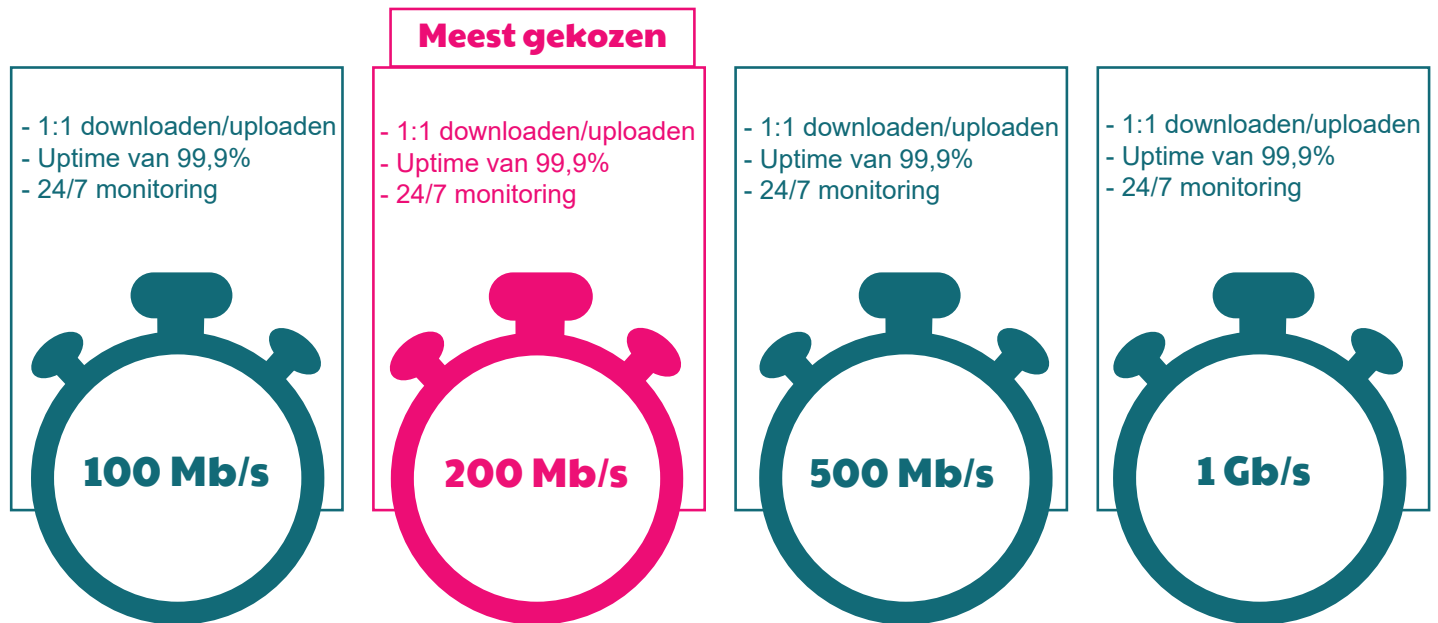 Meest gekozen
- 1:1 downloaden/uploaden
- Uptime van 99,9%
- 24/7 monitoring
100 Mb/s
- 1:1 downloaden/uploaden
- Uptime van 99,9%
- 24/7 monitoring
200 Mb/s
- 1:1 downloaden/uploaden
- Uptime van 99,9%
- 24/7 monitoring
500 Mb/s
- 1:1 downloaden/uploaden
- Uptime van 99,9%
- 24/7 monitoring
1 Gb/s